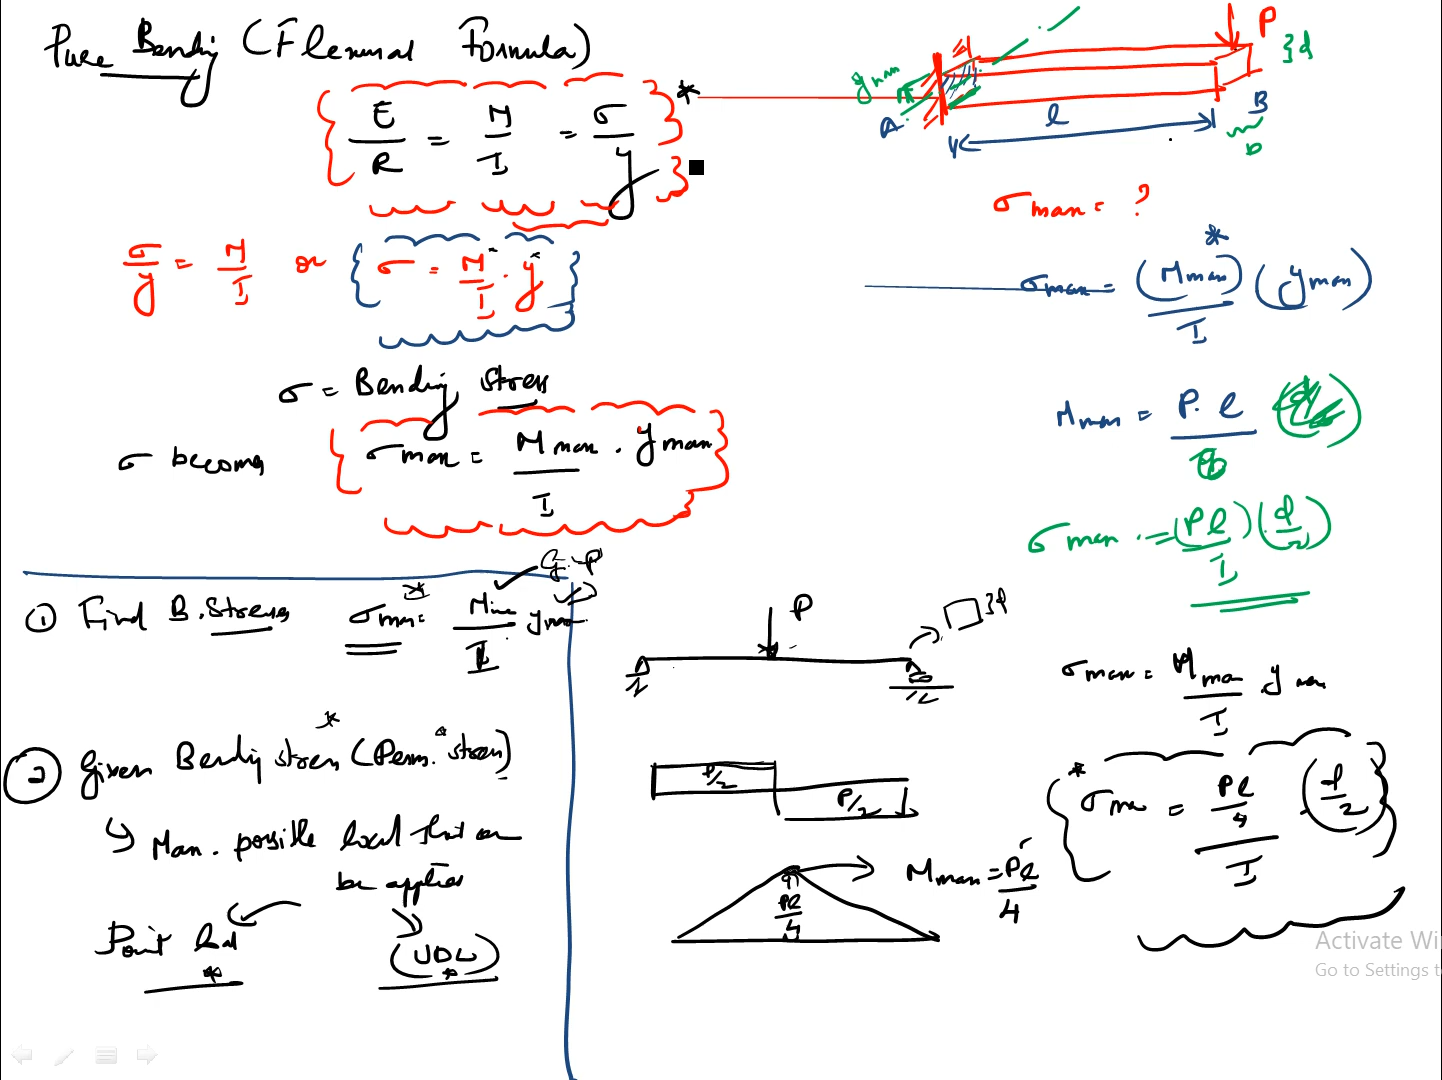 Pure Bending (Flexural Formula)
E/R = M/I = σ/y *
σ/y = M/I or σ = M/I . y
σ = Bending Stress
σ becomes σmax = Mmax/I . ymax
① Find B. Stress σmax = M/I ymax
② Given Bending stress (Perm. stress)
↳ Max. possible load that can
be applied
Point load
(UDL)
P
}d
ymax
A
B
l
b
σmax = ?
σmax = (Mmax)/I (ymax)
Mmax = P.l
σmax = (Pl)/I (d/2)
P
}d
P/2
P/2
Pl/4
Mmax = Pl/4
σmax = Mmax/I ymax
* σmax = Pl/4/I . (d/2)
Activate Wi
Go to Settings t